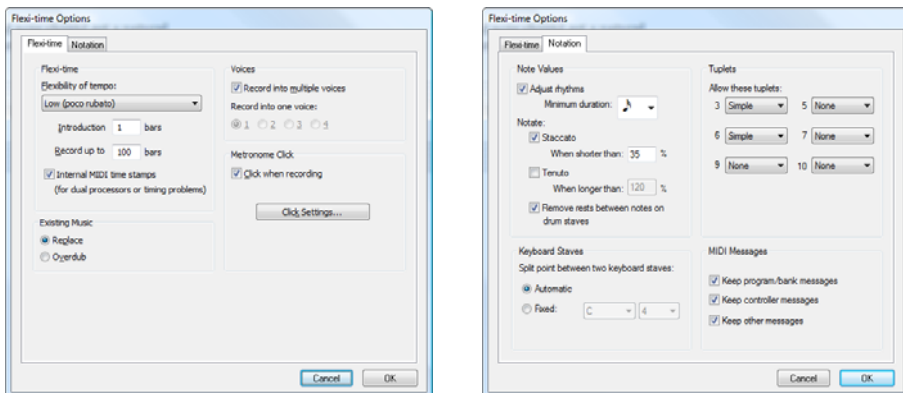 Flexi-time Options
Flexi-time
Notation
Flexi-time
Flexibility of tempo:
Low (poco rubato)
Introduction 1 bars
Record up to 100 bars
Internal MIDI time stamps
(for dual processors or timing problems)
Existing Music
Replace
Overdub
Voices
Record into multiple voices
Record into one voice:
1 2 3 4
Metronome Click
Click when recording
Click Settings...
Cancel
OK
Flexi-time Options
Flexi-time
Notation
Note Values
Adjust rhythms
Minimum duration:
Notate:
Staccato
When shorter than: 35 %
Tenuto
When longer than: 120 %
Remove rests between notes on
drum staves
Keyboard Staves
Split point between two keyboard staves:
Automatic
Fixed: C 4
Tuplets
Allow these tuplets:
3 Simple 5 None
6 Simple 7 None
9 None 10 None
MIDI Messages
Keep program/bank messages
Keep controller messages
Keep other messages
Cancel
OK